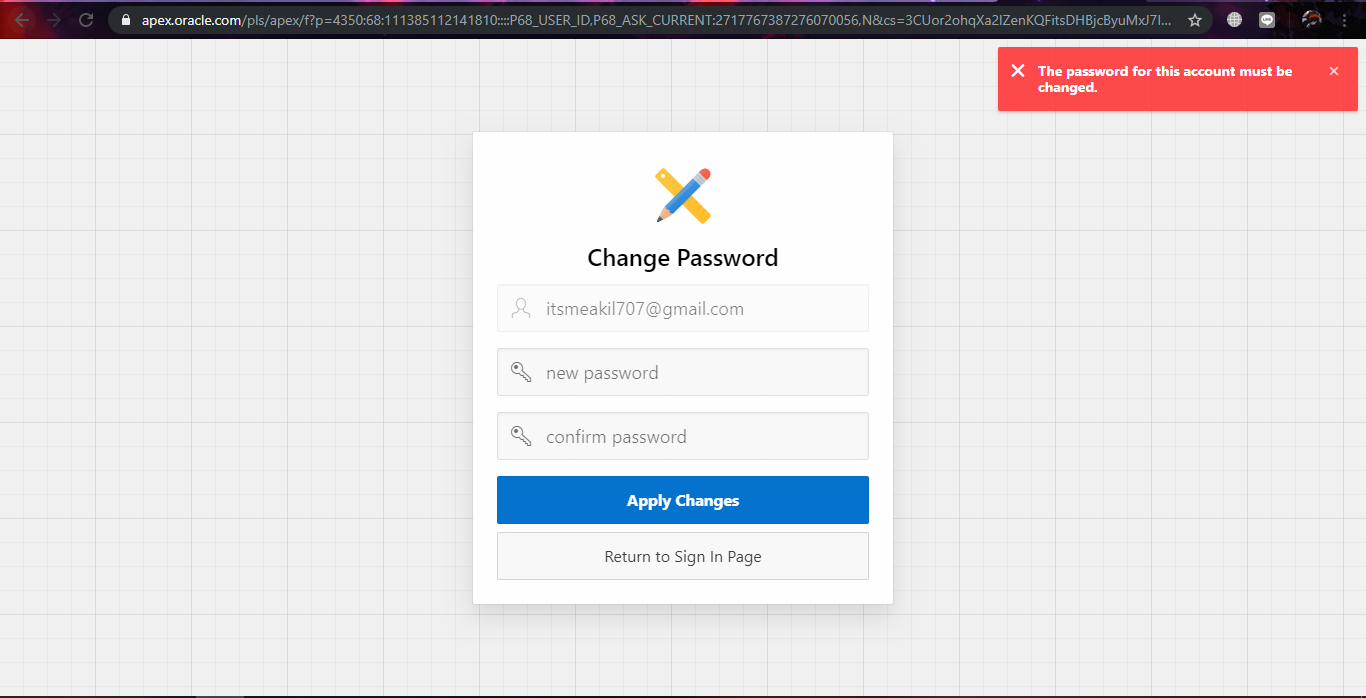 apex.oracle.com/pls/apex/f?p=4350:68:111385112141810::::P68_USER_ID,P68_ASK_CURRENT:2717767387276070056,N&cs=3CUor2ohqXa2lZenKQFitsDHBjcByuMxJ7I...
The password for this account must be
changed.
Change Password
itsmeakil707@gmail.com
new password
confirm password
Apply Changes
Return to Sign In Page